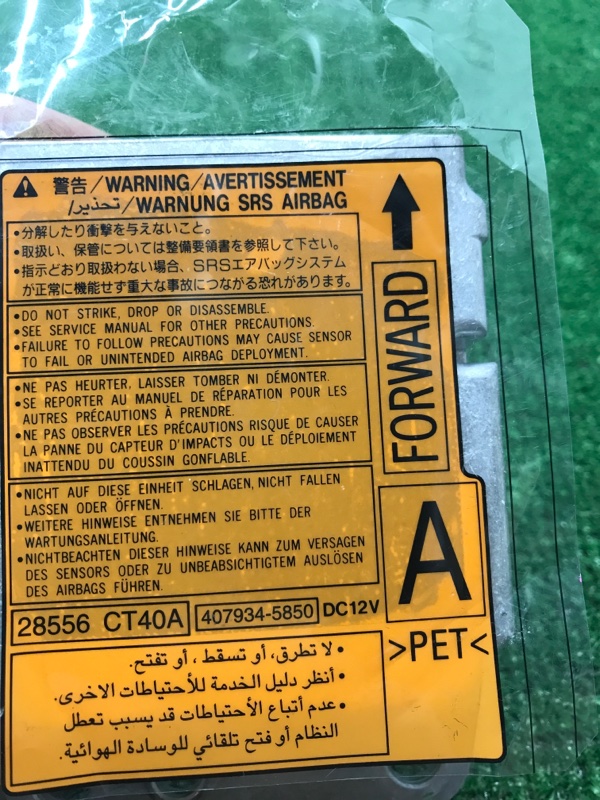 警告/WARNING/AVERTISSEMENT
تحذير/WARNUNG SRS AIRBAG
•分解したり衝撃を与えないこと。
•取扱い、保管については整備要領書を参照して下さい。
•指示どおり取扱わない場合、SRSエアバッグシステム
が正常に機能せず重大な事故につながる恐れがあります。
•DO NOT STRIKE, DROP OR DISASSEMBLE.
•SEE SERVICE MANUAL FOR OTHER PRECAUTIONS.
•FAILURE TO FOLLOW PRECAUTIONS MAY CAUSE SENSOR
TO FAIL OR UNINTENDED AIRBAG DEPLOYMENT.
•NE PAS HEURTER, LAISSER TOMBER NI DÉMONTER.
•SE REPORTER AU MANUEL DE RÉPARATION POUR LES
AUTRES PRÉCAUTIONS À PRENDRE.
•NE PAS OBSERVER LES PRÉCAUTIONS RISQUE DE CAUSER
LA PANNE DU CAPTEUR D'IMPACTS OU LE DÉPLOIEMENT
INATTENDU DU COUSSIN GONFLABLE.
•NICHT AUF DIESE EINHEIT SCHLAGEN, NICHT FALLEN
LASSEN ODER ÖFFNEN.
•WEITERE HINWEISE ENTNEHMEN SIE BITTE DER
WARTUNGSANLEITUNG.
•NICHTBEACHTEN DIESER HINWEISE KANN ZUM VERSAGEN
DES SENSORS ODER ZU UNBEABSICHTIGTEM AUSLÖSEN
DES AIRBAGS FÜHREN.
28556 CT40A 407934-5850 DC12V
•لا تطرق، أو تسقط ، أو تفتح.
•أنظر دليل الخدمة للأحتياطات الاخرى.
•عدم أتباع الأحتياطات قد يسبب تعطل
النظام أو فتح تلقائي للوسادة الهوائية.
FORWARD
A
>PET<